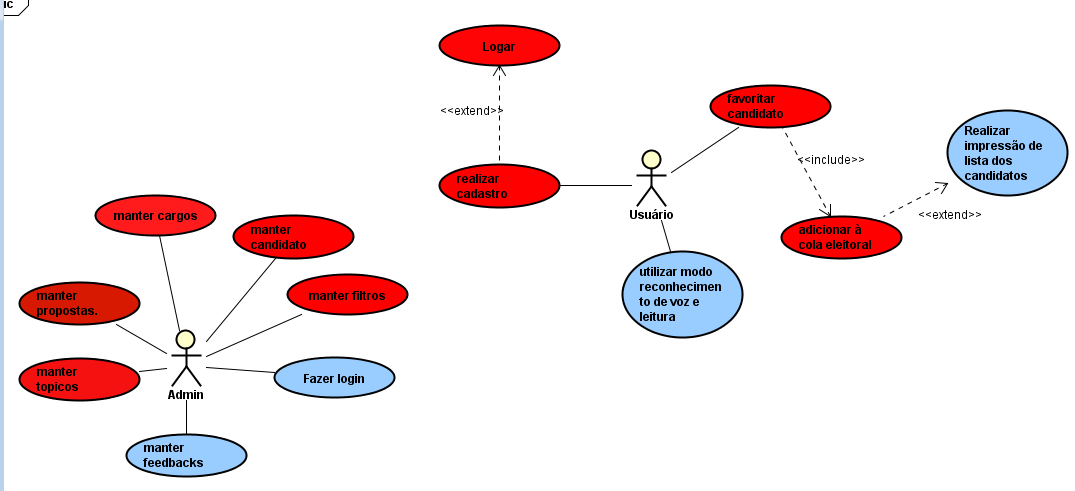 uc
Logar
<<extend>>
realizar
cadastro
favoritar
candidato
<<include>>
Realizar
impressão de
lista dos
candidatos
<<extend>>
adicionar à
cola eleitoral
Usuário
utilizar modo
reconhecimen
to de voz e
leitura
manter cargos
manter
candidato
manter
propostas.
manter filtros
manter
topicos
Fazer login
Admin
manter
feedbacks